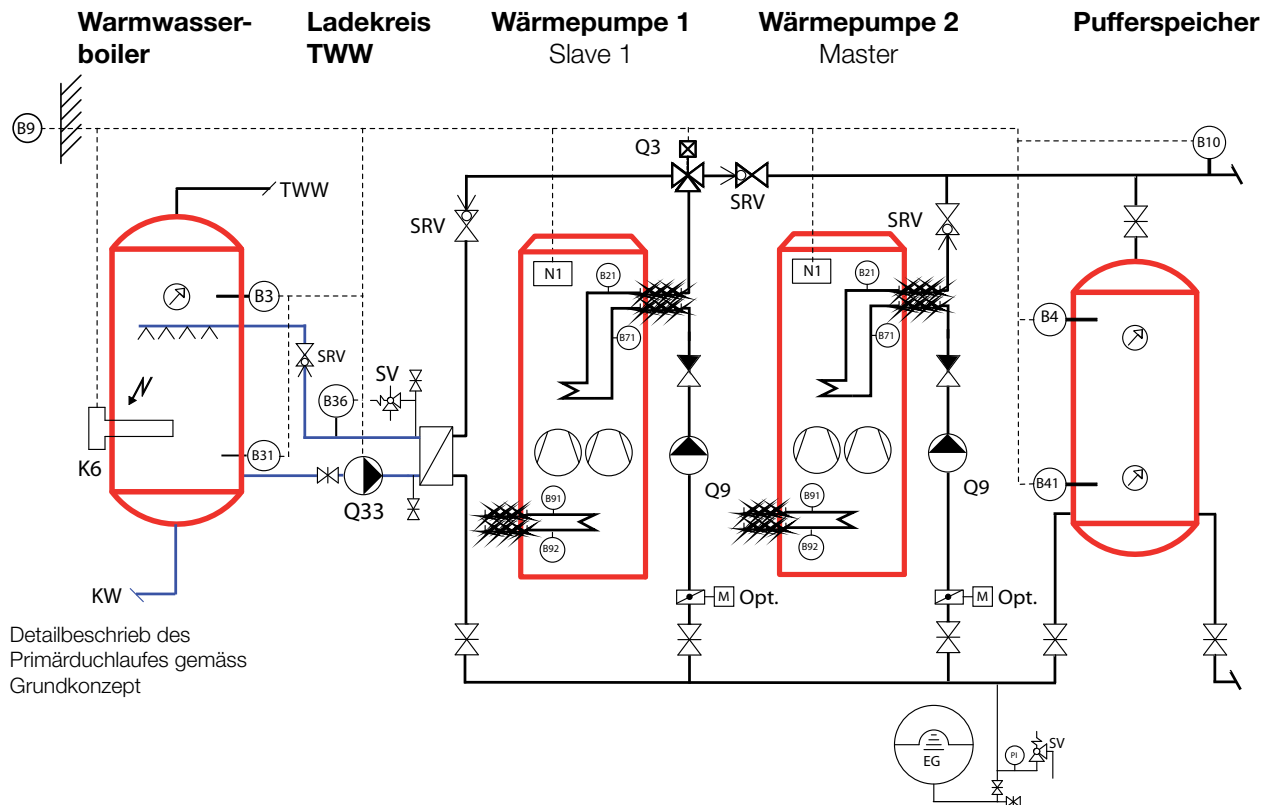 Warmwasser-
boiler
Ladekreis
TWW
Wärmepumpe 1
Slave 1
Wärmepumpe 2
Master
Pufferspeicher
B9
Q3
B10
TWW
SRV
SRV
SRV
N1
B21
N1
B21
B3
B4
B71
B71
SRV
SV
B36
K6
B31
Q33
Q9
Q9
B41
B91
B92
B91
B92
KW
M
Opt.
M
Opt.
Detailbeschrieb des
Primärduchlaufes gemäss
Grundkonzept
EG
PI
SV